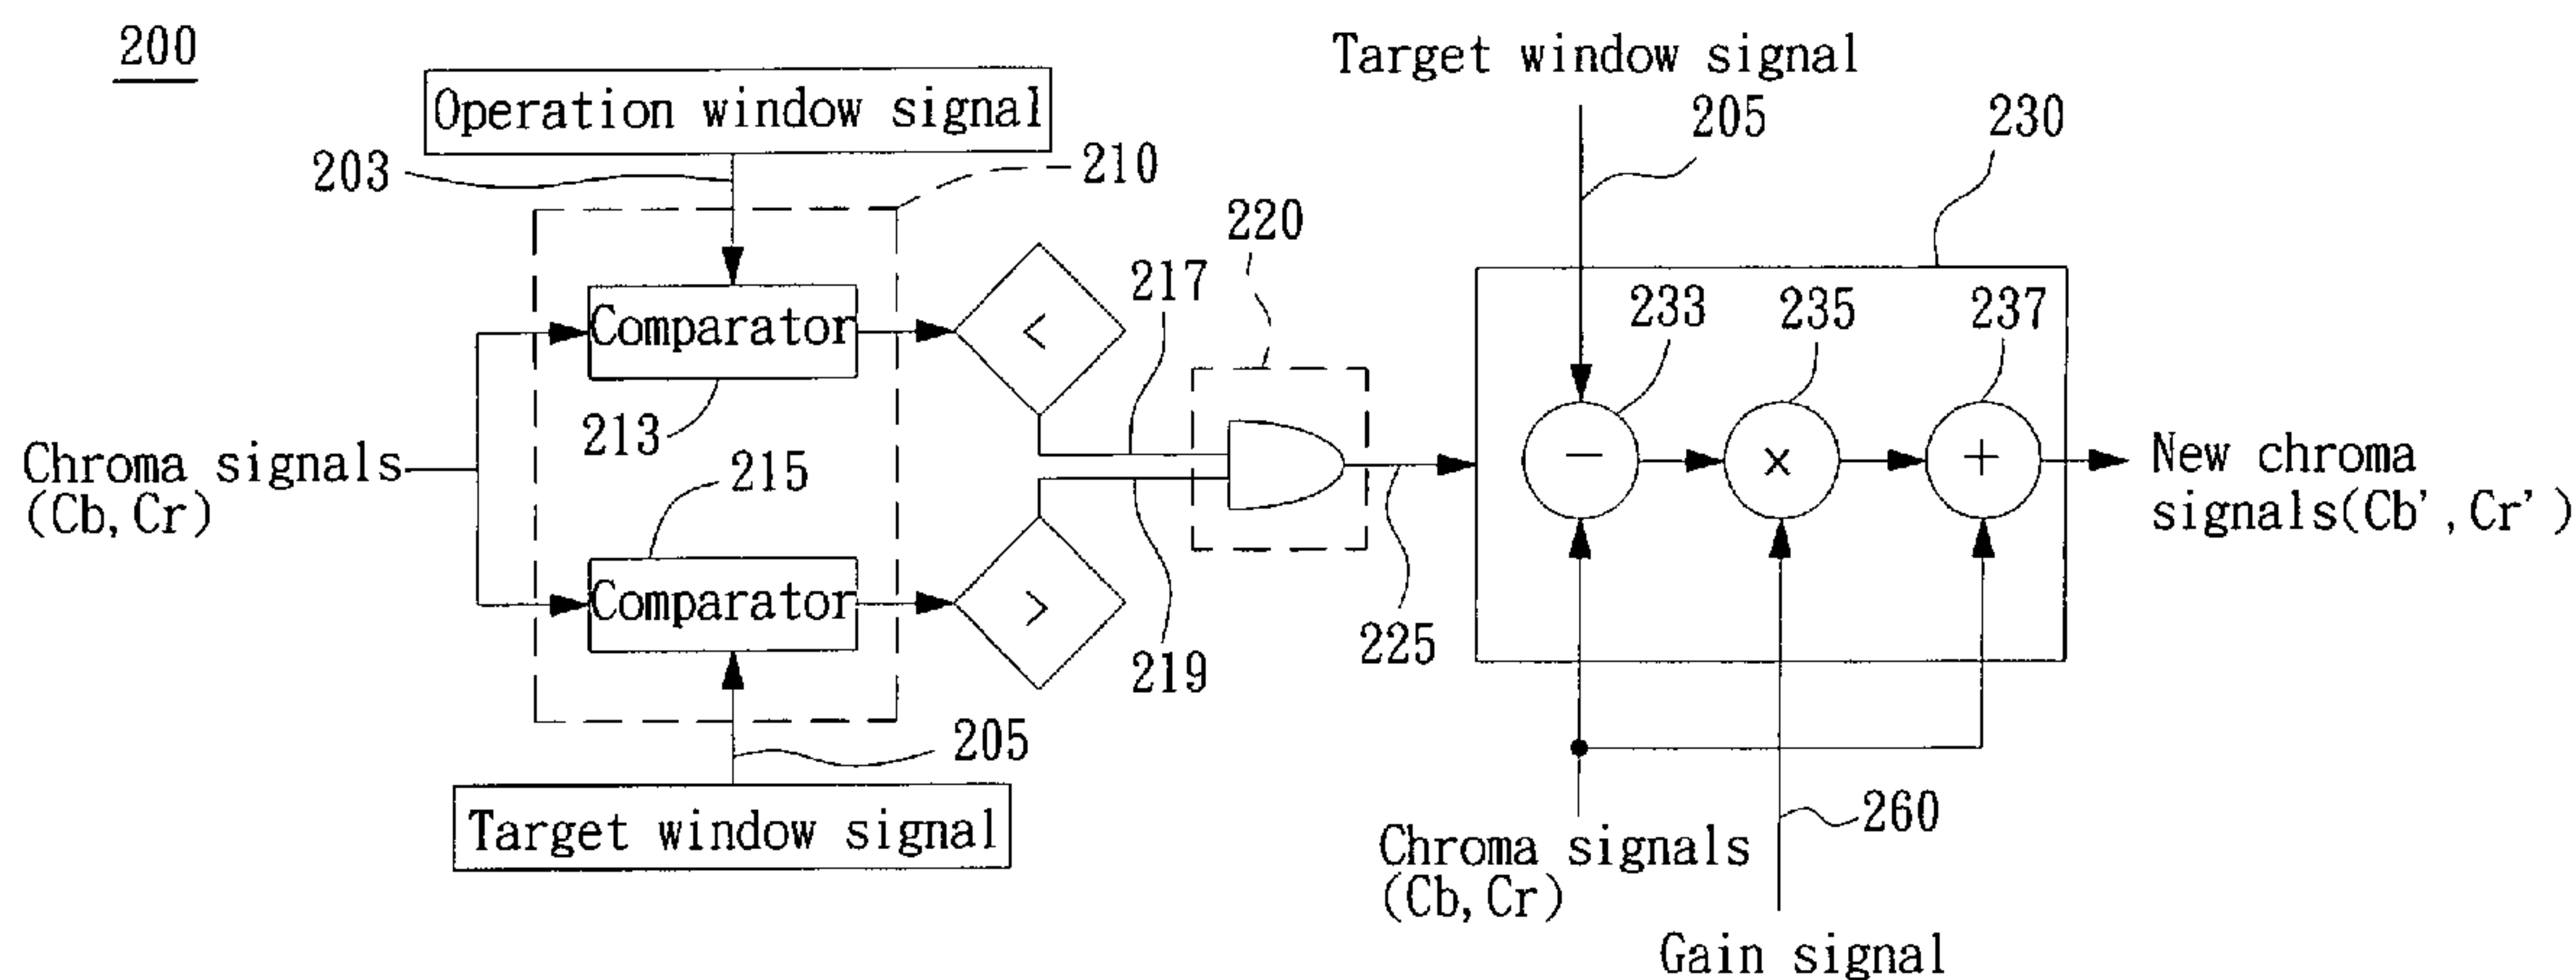 200
Operation window signal
203
210
Comparator
213
<
217
220
Chroma signals
(Cb,Cr)
215
Comparator
>
219
225
205
Target window signal
Target window signal
205
230
233
235
237
−
×
+
New chroma
signals(Cb',Cr')
Chroma signals
(Cb,Cr)
260
Gain signal